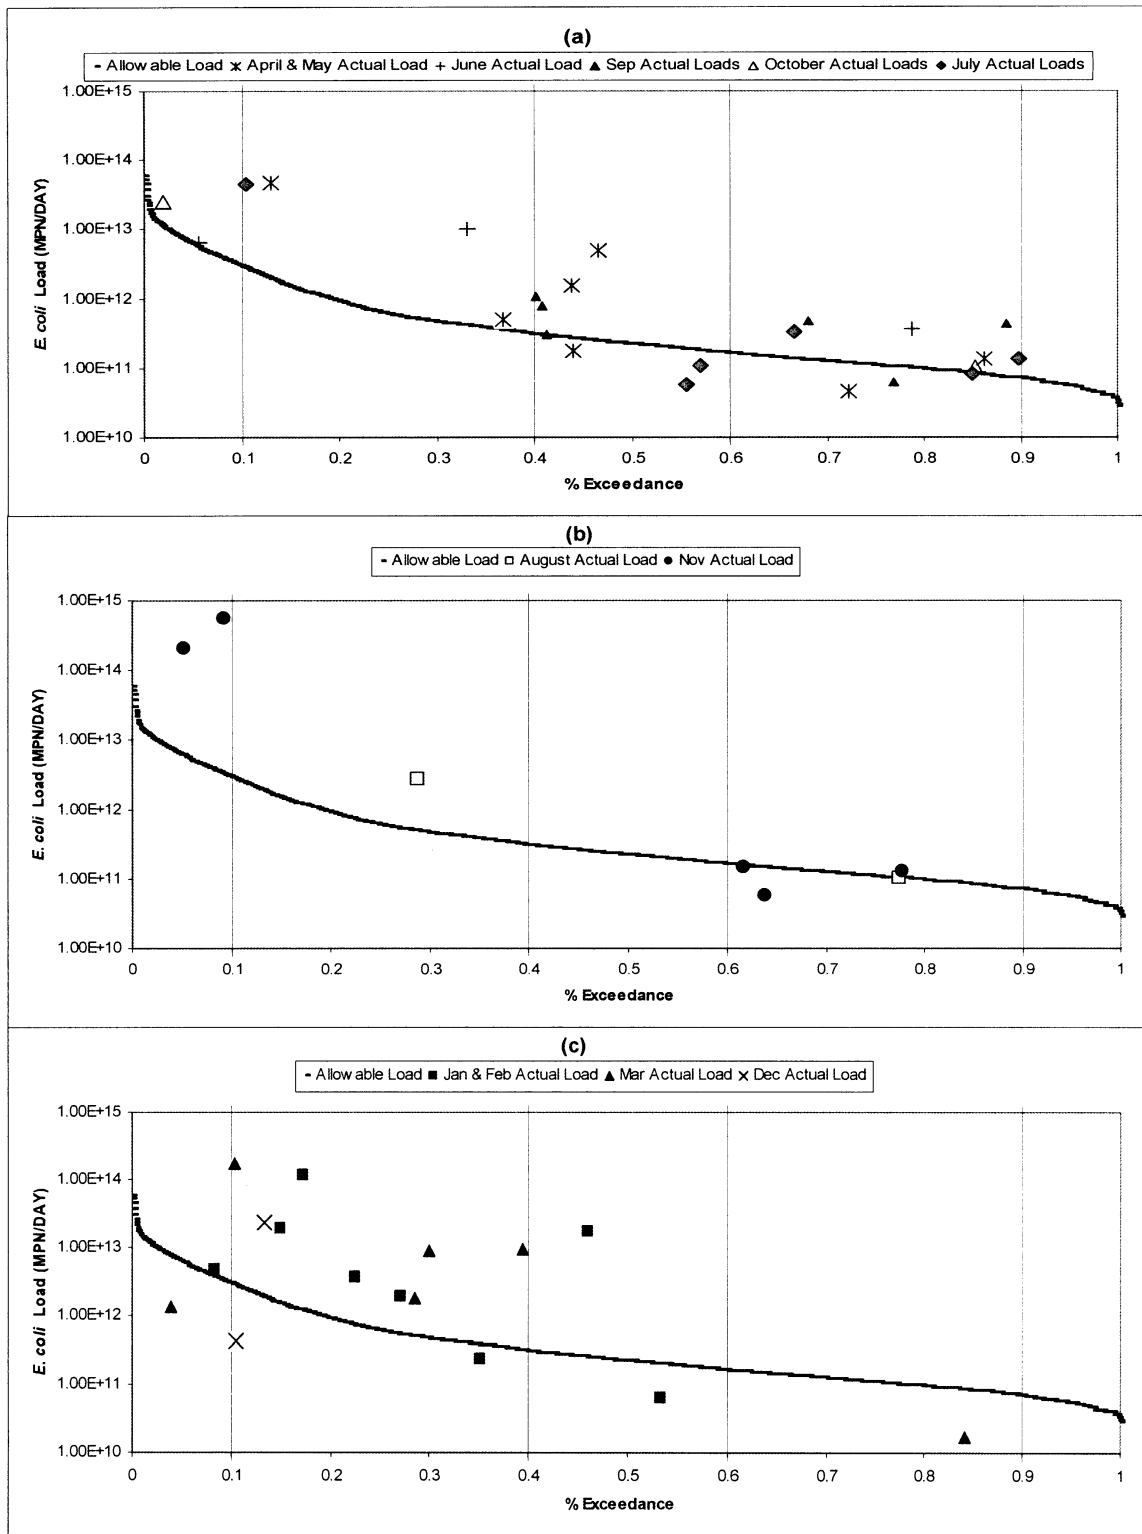 (a)
Allowable Load April & May Actual Load June Actual Load Sep Actual Loads October Actual Loads July Actual Loads
1.00E+15
1.00E+14
1.00E+13
1.00E+12
1.00E+11
1.00E+10
E. coli Load (MPN/DAY)
0 0.1 0.2 0.3 0.4 0.5 0.6 0.7 0.8 0.9 1
% Exceedance
(b)
Allowable Load August Actual Load Nov Actual Load
1.00E+15
1.00E+14
1.00E+13
1.00E+12
1.00E+11
1.00E+10
E. coli Load (MPN/DAY)
0 0.1 0.2 0.3 0.4 0.5 0.6 0.7 0.8 0.9 1
% Exceedance
(c)
Allowable Load Jan & Feb Actual Load Mar Actual Load Dec Actual Load
1.00E+15
1.00E+14
1.00E+13
1.00E+12
1.00E+11
1.00E+10
E. coli Load (MPN/DAY)
0 0.1 0.2 0.3 0.4 0.5 0.6 0.7 0.8 0.9 1
% Exceedance